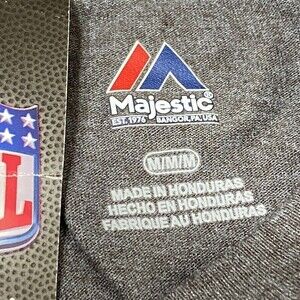 Majestic®
EST. 1976 BANGOR, PA, USA
M/M/M
MADE IN HONDURAS
HECHO EN HONDURAS
FABRIQUE AU HONDURAS
L